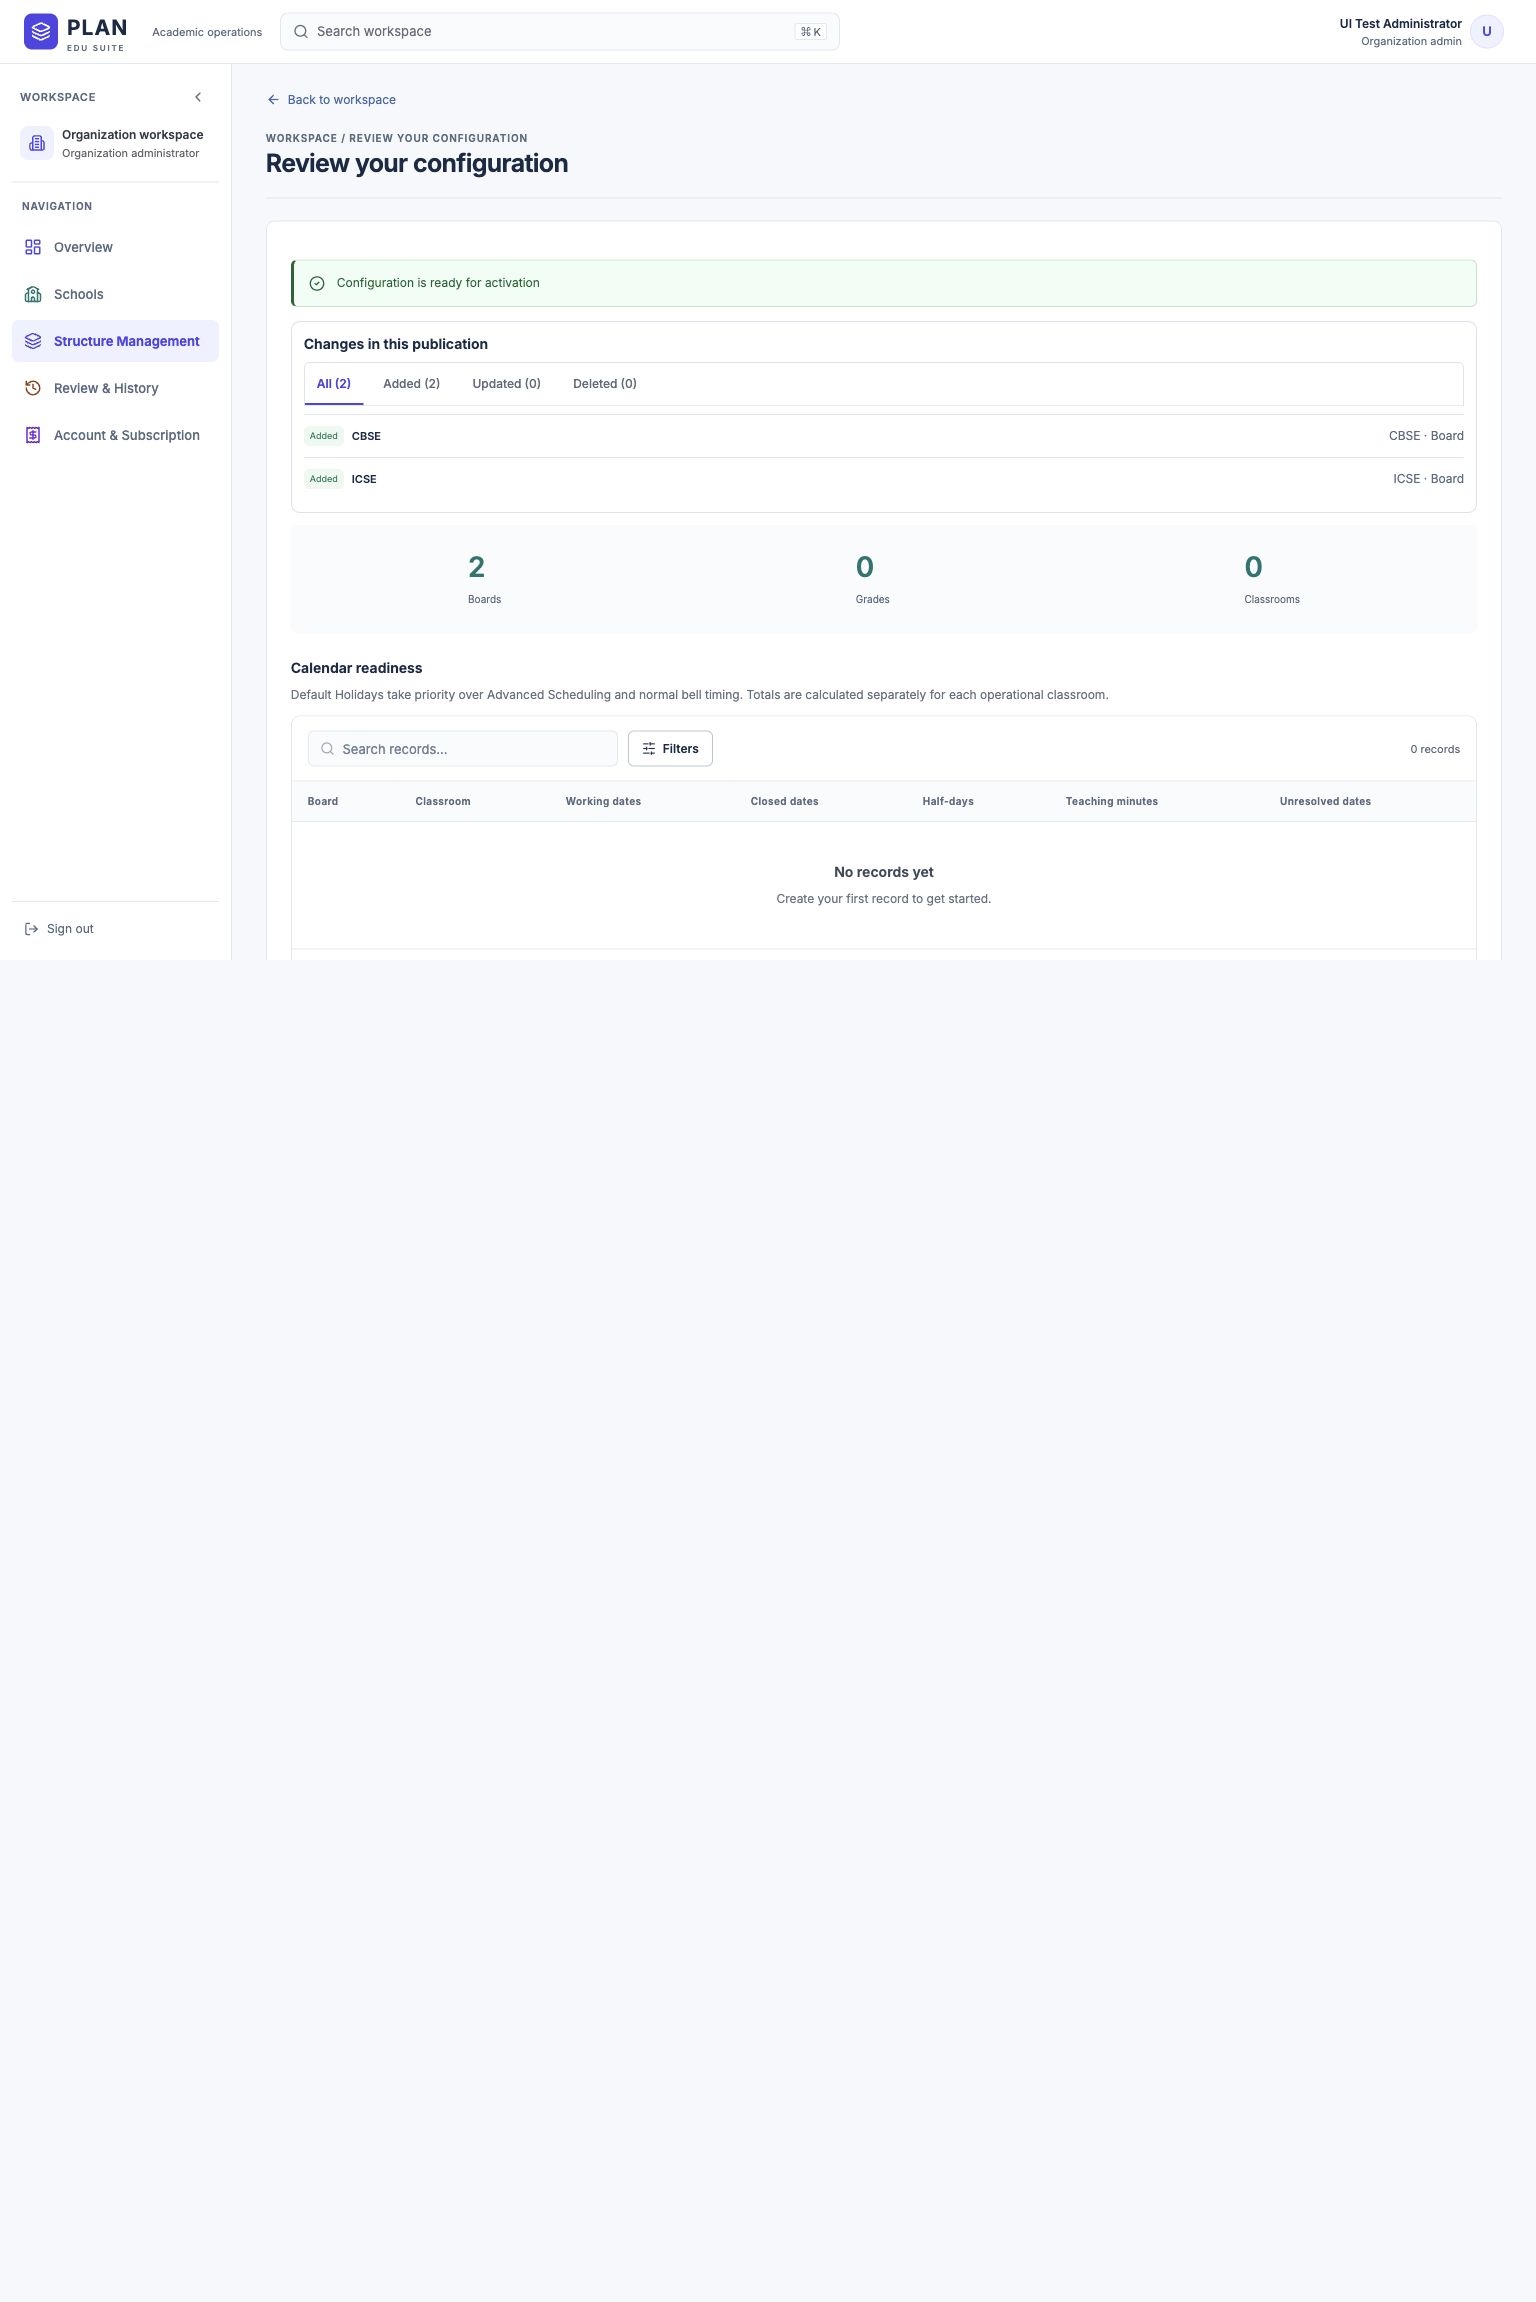 PLAN
EDU SUITE
Academic operations
Search workspace
⌘ K
UI Test Administrator
Organization admin
U
WORKSPACE
Organization workspace
Organization administrator
NAVIGATION
Overview
Schools
Structure Management
Review & History
Account & Subscription
Sign out
Back to workspace
WORKSPACE / REVIEW YOUR CONFIGURATION
Review your configuration
Configuration is ready for activation
Changes in this publication
All (2) Added (2) Updated (0) Deleted (0)
Added CBSE CBSE · Board
Added ICSE ICSE · Board
2 0 0
Boards Grades Classrooms
Calendar readiness
Default Holidays take priority over Advanced Scheduling and normal bell timing. Totals are calculated separately for each operational classroom.
Search records... Filters 0 records
Board Classroom Working dates Closed dates Half-days Teaching minutes Unresolved dates
No records yet
Create your first record to get started.